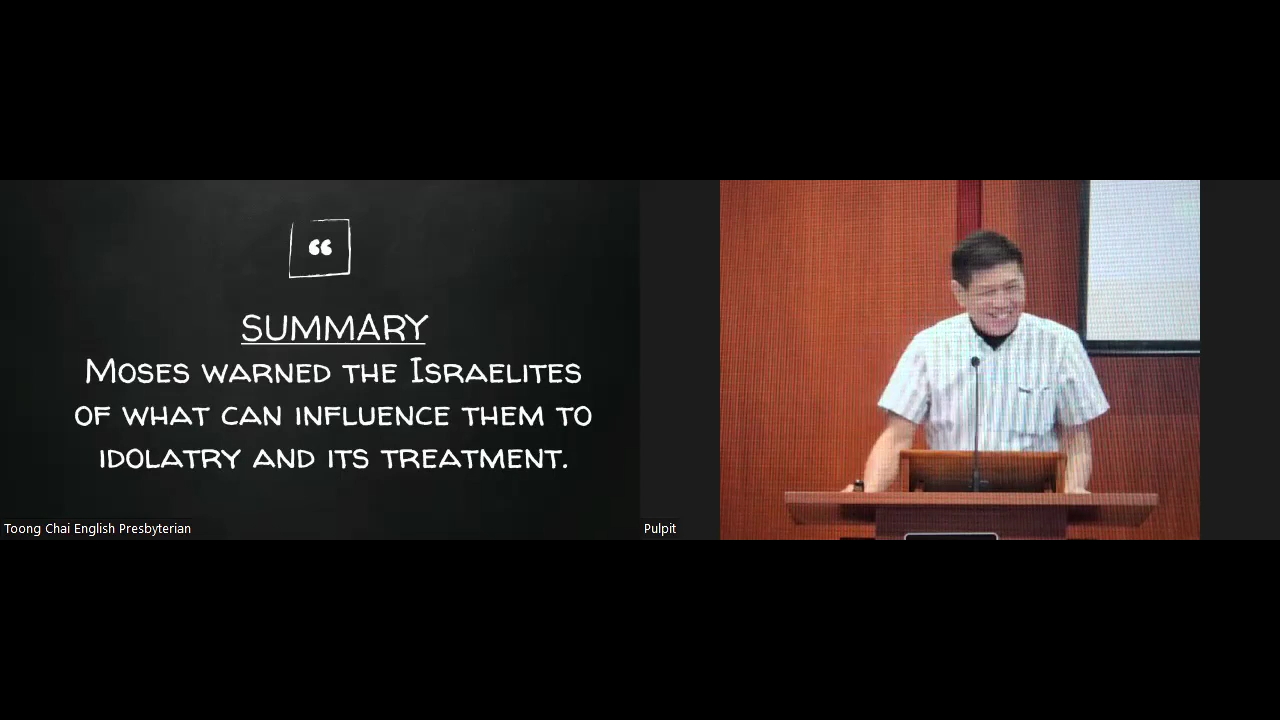 “
SUMMARY
Moses warned the Israelites
of what can influence them to
idolatry and its treatment.
Toong Chai English Presbyterian
Pulpit